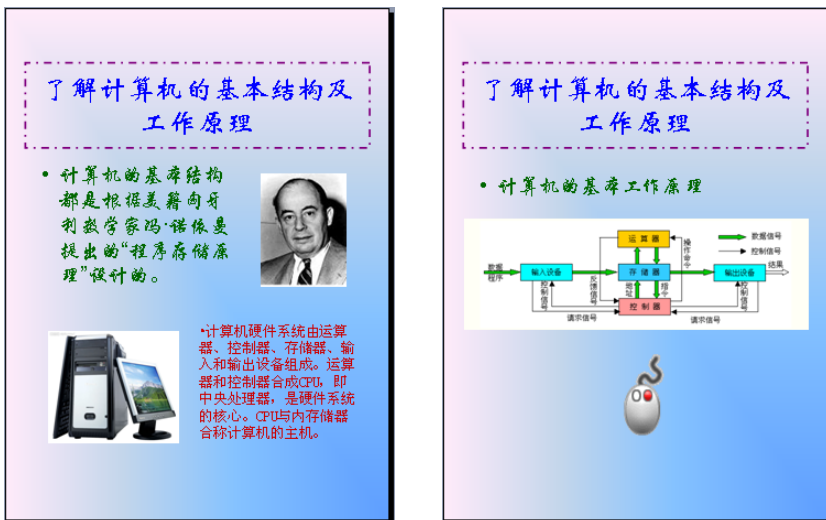 了解计算机的基本结构及
工作原理
•计算机的基本结构
都是根据美籍匈牙
利数学家冯·诺依曼
提出的“程序存储原
理”设计的。
•计算机硬件系统由运算
器、控制器、存储器、输
入和输出设备组成。运算
器和控制器合成CPU，即
中央处理器，是硬件系统
的核心。CPU与内存储器
合称计算机的主机。
了解计算机的基本结构及
工作原理
•计算机的基本工作原理
运算器
数据信号
控制信号
操作命令
数据
程序
输入设备
反馈信号
存储器
输出设备
结果
控制信号
地址
指令
控制信号
控制器
请求信号
请求信号